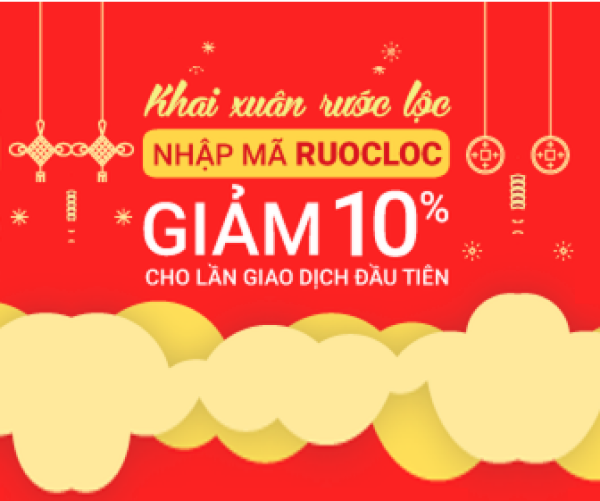 Khai xuân rước lộc
NHẬP MÃ RUOCLOC
GIẢM 10%
CHO LẦN GIAO DỊCH ĐẦU TIÊN